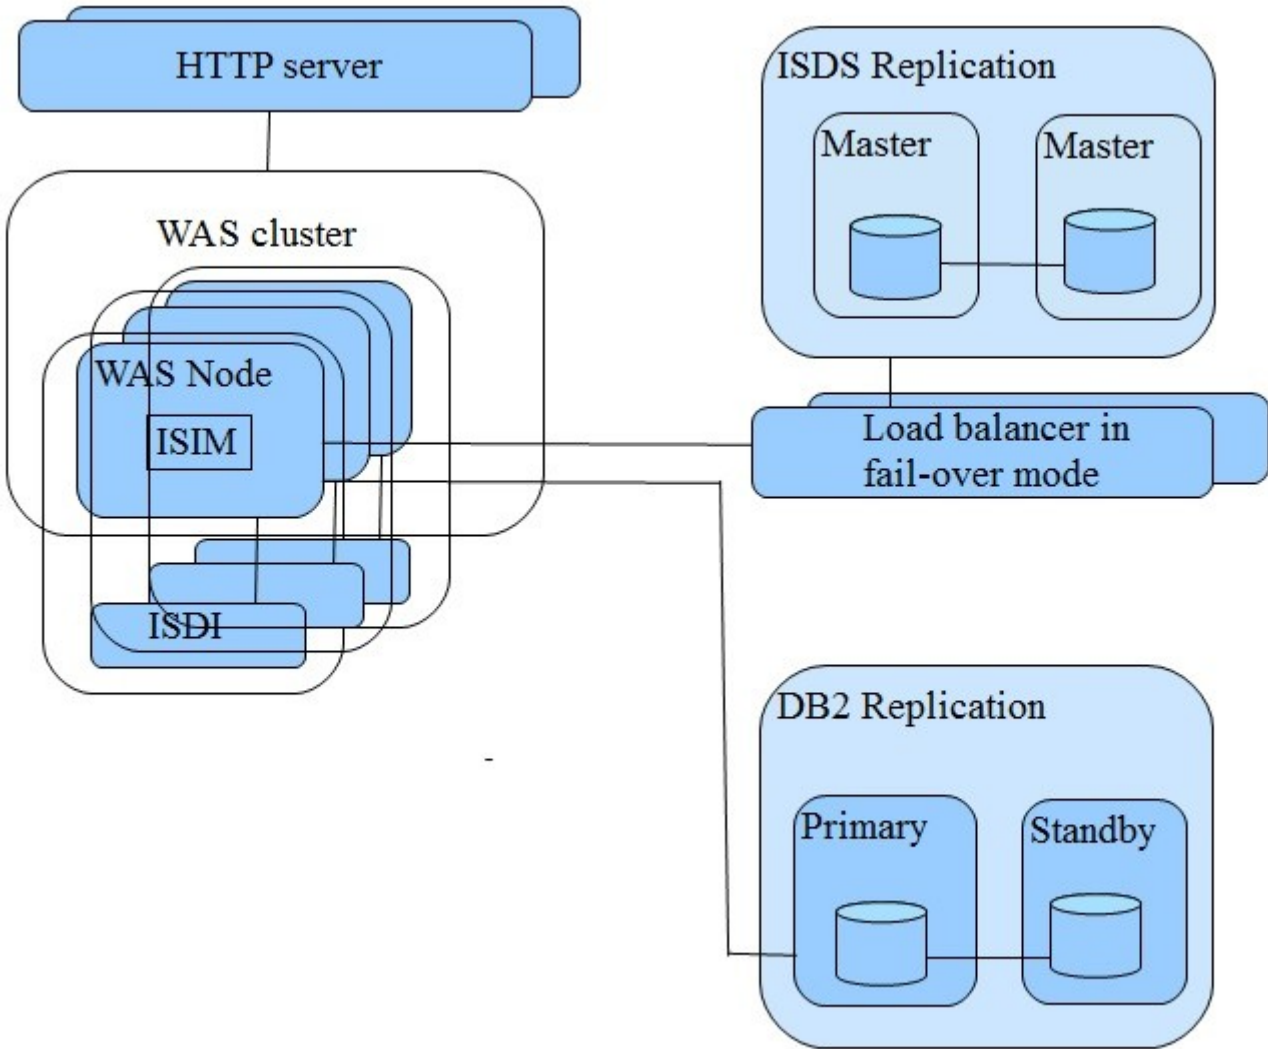 HTTP server
WAS cluster
WAS Node
ISIM
ISDI
ISDS Replication
Master
Master
Load balancer in
fail-over mode
DB2 Replication
Primary
Standby
-